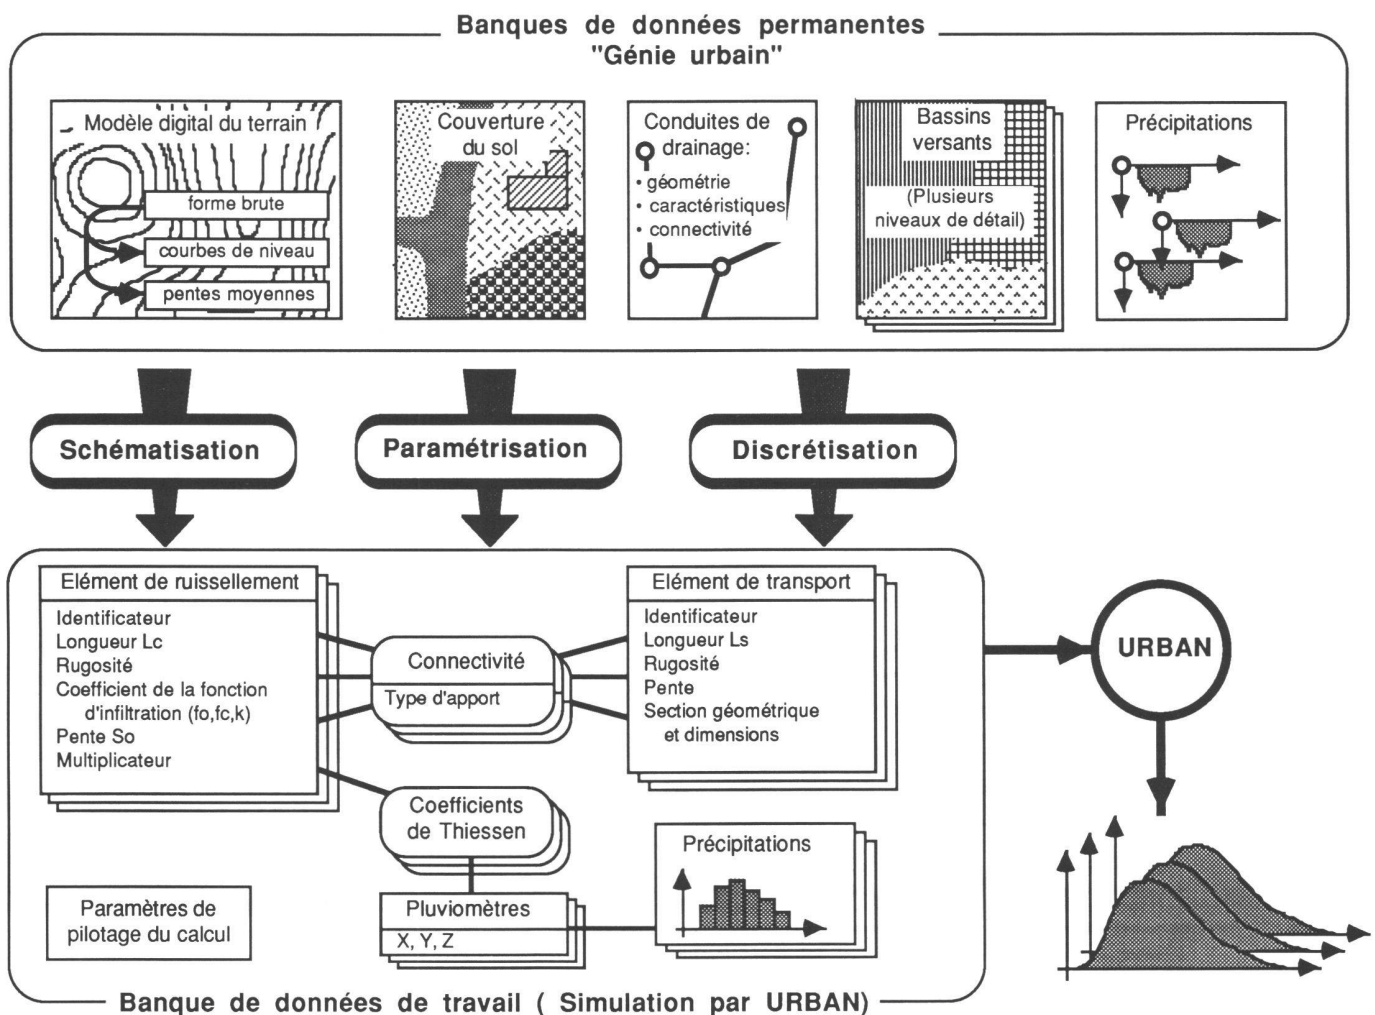 Banques de données permanentes
"Génie urbain"
Modèle digital du terrain
forme brute
courbes de niveau
pentes moyennes
Couverture
du sol
Conduites de
drainage:
• géométrie
• caractéristiques
• connectivité
Bassins
versants
(Plusieurs
niveaux de détail)
Précipitations
Schématisation
Paramétrisation
Discrétisation
Elément de ruissellement
Identificateur
Longueur Lc
Rugosité
Coefficient de la fonction
d'infiltration (fo,fc,k)
Pente So
Multiplicateur
Connectivité
Type d'apport
Elément de transport
Identificateur
Longueur Ls
Rugosité
Pente
Section géométrique
et dimensions
URBAN
Coefficients
de Thiessen
Précipitations
Paramètres de
pilotage du calcul
Pluviomètres
X, Y, Z
Banque de données de travail ( Simulation par URBAN)